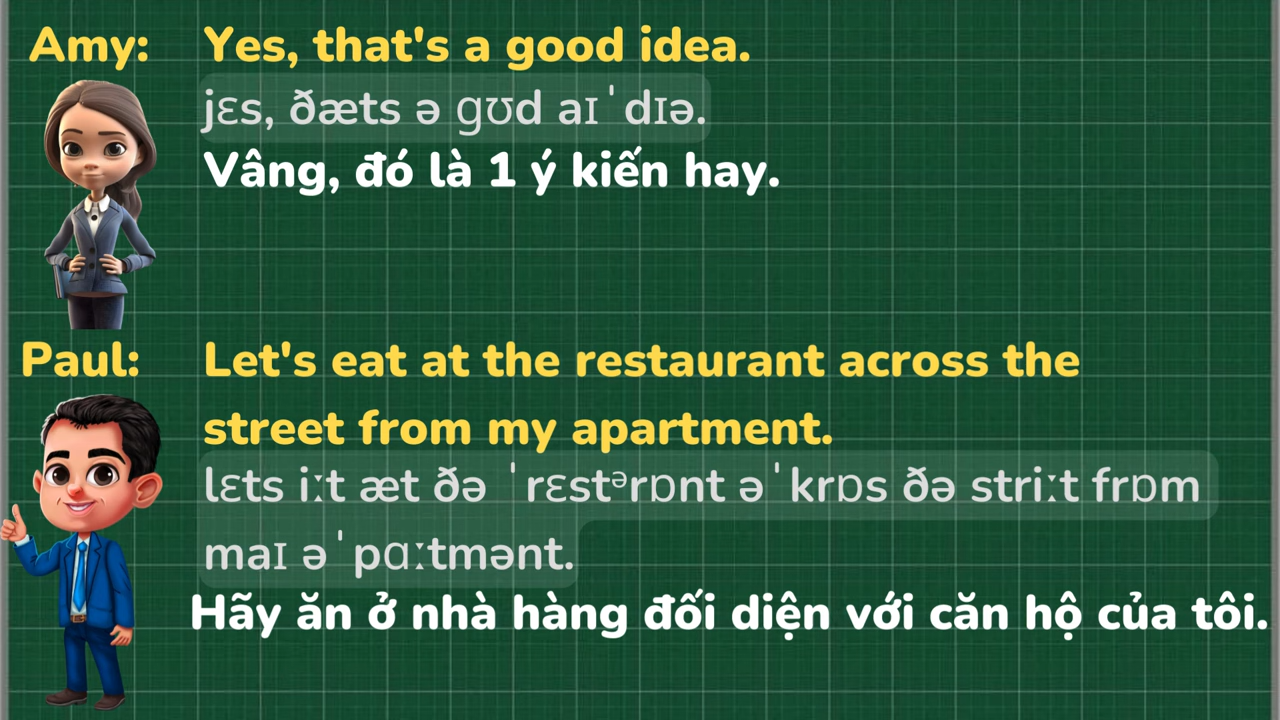 Amy: Yes, that's a good idea.
jɛs, ðæts ə ɡʊd aɪˈdɪə.
Vâng, đó là 1 ý kiến hay.
Paul: Let's eat at the restaurant across the
street from my apartment.
lɛts iːt æt ðə ˈrɛstᵊrɒnt əˈkrɒs ðə striːt frɒm
maɪ əˈpɑːtmənt.
Hãy ăn ở nhà hàng đối diện với căn hộ của tôi.